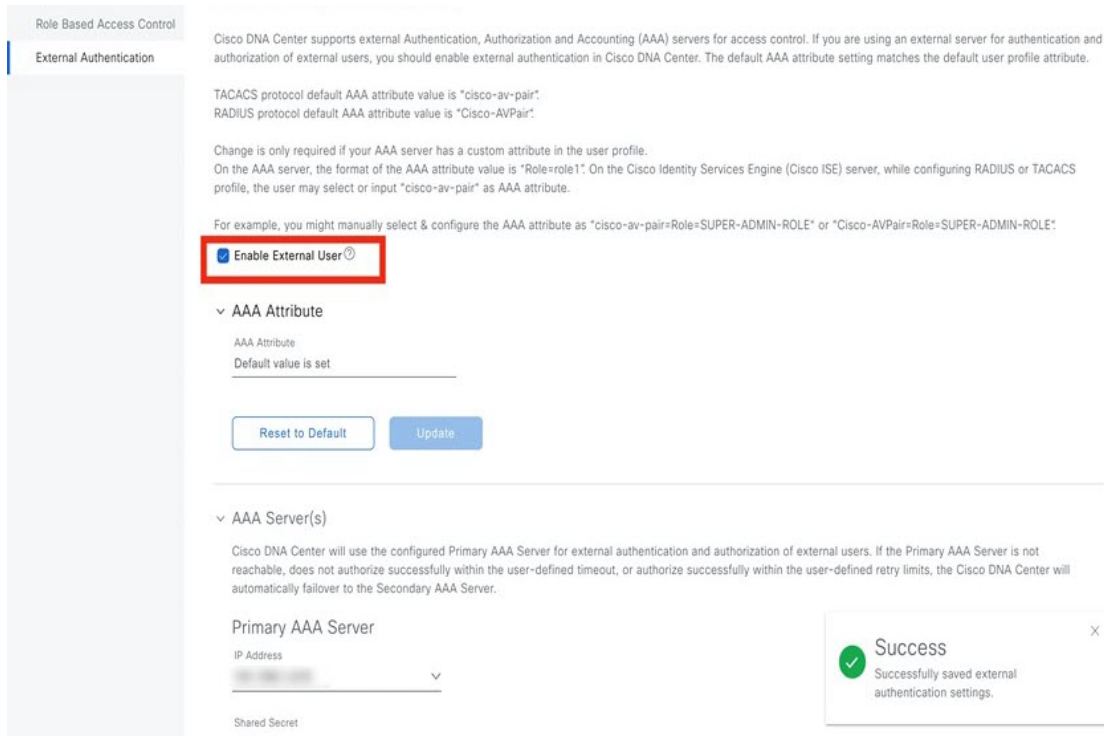 Role Based Access Control
External Authentication
Cisco DNA Center supports external Authentication, Authorization and Accounting (AAA) servers for access control. If you are using an external server for authentication and
authorization of external users, you should enable external authentication in Cisco DNA Center. The default AAA attribute setting matches the default user profile attribute.
TACACS protocol default AAA attribute value is "cisco-av-pair".
RADIUS protocol default AAA attribute value is "Cisco-AVPair".
Change is only required if your AAA server has a custom attribute in the user profile.
On the AAA server, the format of the AAA attribute value is "Role=role1". On the Cisco Identity Services Engine (Cisco ISE) server, while configuring RADIUS or TACACS
profile, the user may select or input "cisco-av-pair" as AAA attribute.
For example, you might manually select & configure the AAA attribute as "cisco-av-pair=Role=SUPER-ADMIN-ROLE" or "Cisco-AVPair=Role=SUPER-ADMIN-ROLE".
Enable External User
AAA Attribute
AAA Attribute
Default value is set
Reset to Default
Update
AAA Server(s)
Cisco DNA Center will use the configured Primary AAA Server for external authentication and authorization of external users. If the Primary AAA Server is not
reachable, does not authorize successfully within the user-defined timeout, or authorize successfully within the user-defined retry limits, the Cisco DNA Center will
automatically failover to the Secondary AAA Server.
Primary AAA Server
IP Address
Shared Secret
Success
Successfully saved external
authentication settings.